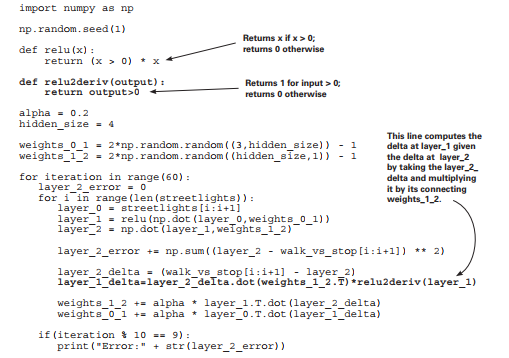 import numpy as np
np.random.seed(1)
def relu(x):
    return (x > 0) * x
Returns x if x > 0;
returns 0 otherwise
def relu2deriv(output):
    return output>0
Returns 1 for input > 0;
returns 0 otherwise
alpha = 0.2
hidden_size = 4
weights_0_1 = 2*np.random.random((3,hidden_size)) - 1
weights_1_2 = 2*np.random.random((hidden_size,1)) - 1
This line computes the
delta at layer_1 given
the delta at layer_2
by taking the layer_2_
delta and multiplying
it by its connecting
weights_1_2.
for iteration in range(60):
    layer_2_error = 0
    for i in range(len(streetlights)):
        layer_0 = streetlights[i:i+1]
        layer_1 = relu(np.dot(layer_0,weights_0_1))
        layer_2 = np.dot(layer_1,weights_1_2)
        layer_2_error += np.sum((layer_2 - walk_vs_stop[i:i+1]) ** 2)
        layer_2_delta = (walk_vs_stop[i:i+1] - layer_2)
        layer_1_delta=layer_2_delta.dot(weights_1_2.T)*relu2deriv(layer_1)
        weights_1_2 += alpha * layer_1.T.dot(layer_2_delta)
        weights_0_1 += alpha * layer_0.T.dot(layer_1_delta)
    if(iteration % 10 == 9):
        print("Error:" + str(layer_2_error))